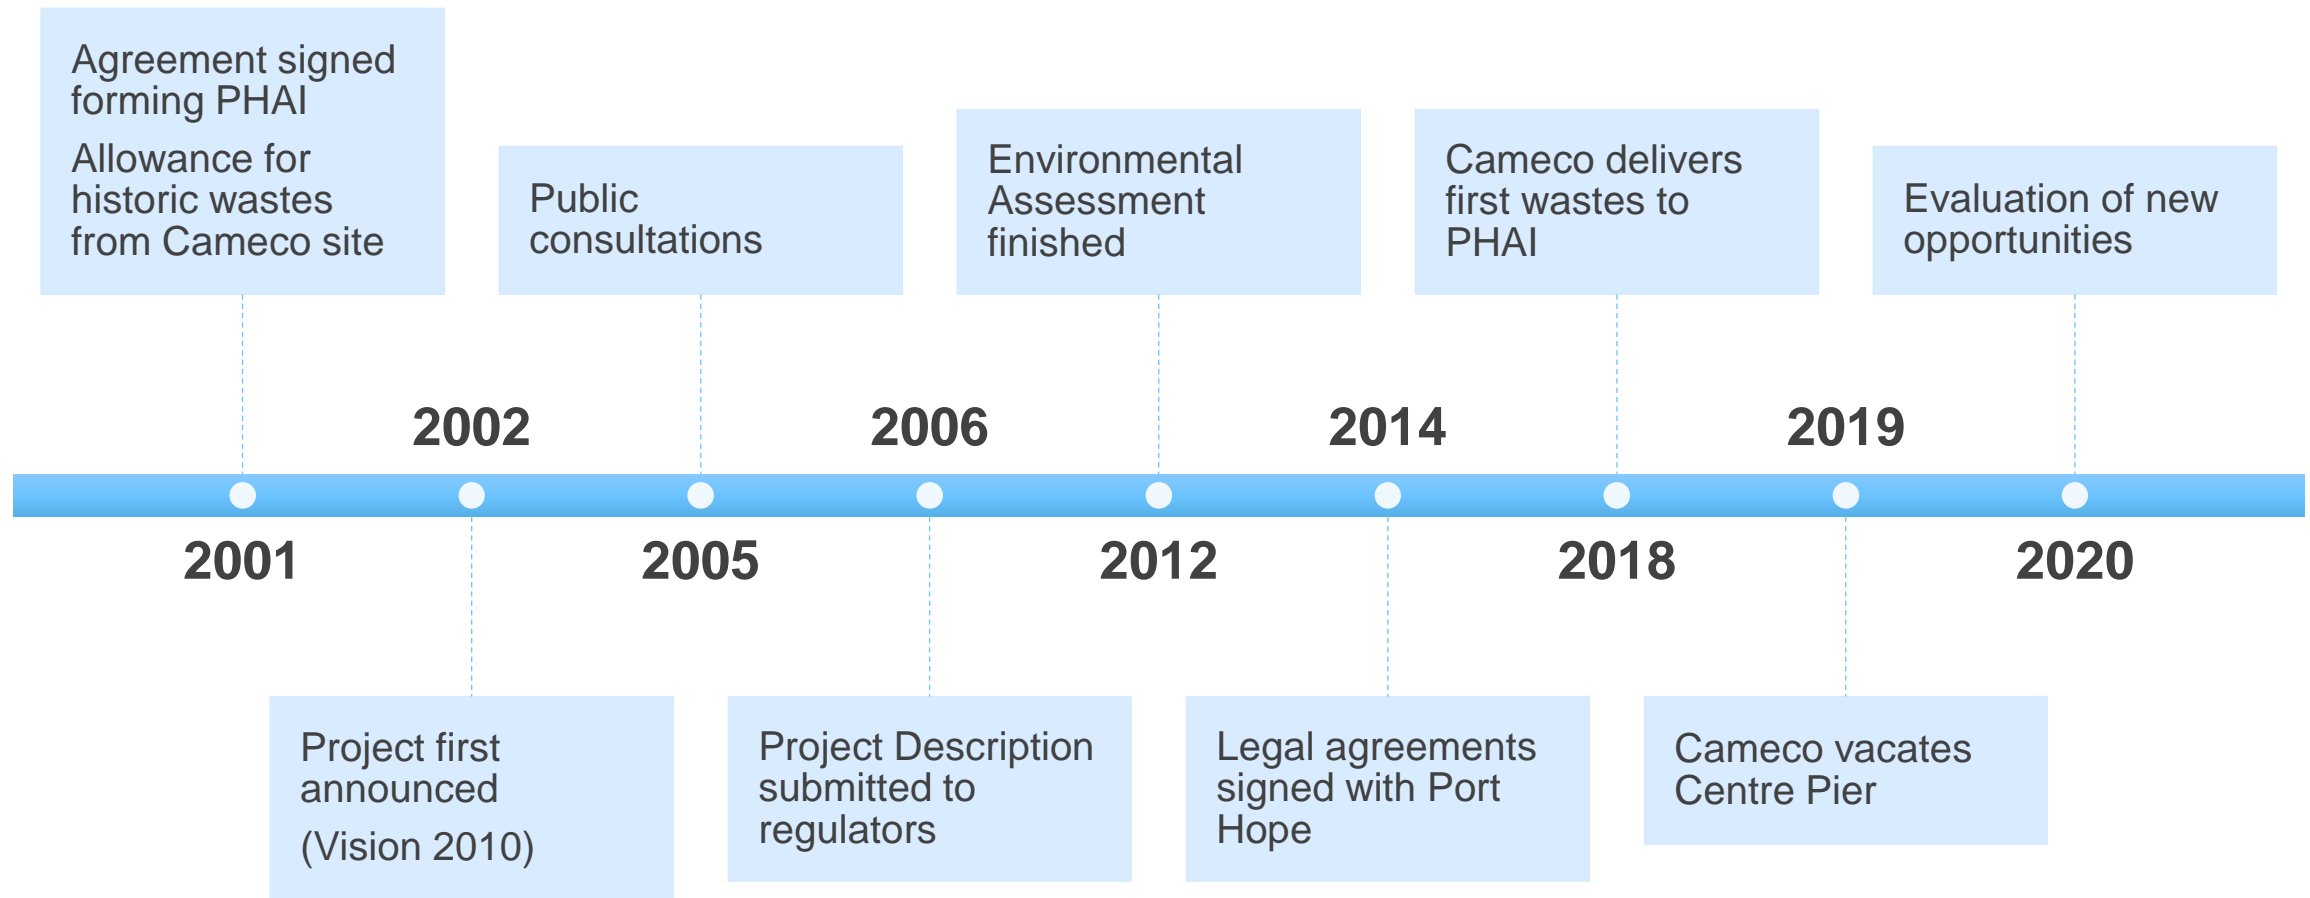 Agreement signed
forming PHAI
Allowance for
historic wastes
from Cameco site
Public
consultations
Environmental
Assessment
finished
Cameco delivers
first wastes to
PHAI
Evaluation of new
opportunities
2002
2006
2014
2019
2001
2005
2012
2018
2020
Project first
announced
(Vision 2010)
Project Description
submitted to
regulators
Legal agreements
signed with Port
Hope
Cameco vacates
Centre Pier